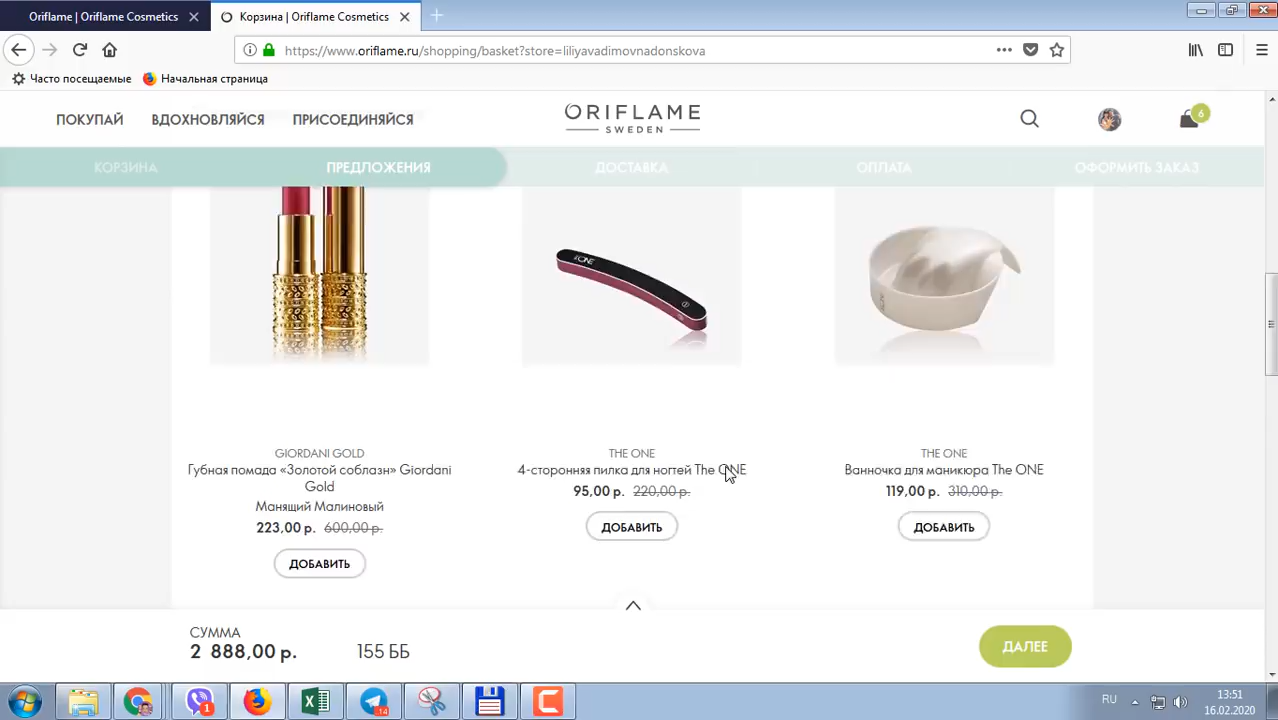 Oriflame | Oriflame Cosmetics
Корзина | Oriflame Cosmetics
https://www.oriflame.ru/shopping/basket?store=liliyavadimovnadonskova
Часто посещаемые
Начальная страница
ПОКУПАЙ
ВДОХНОВЛЯЙСЯ
ПРИСОЕДИНЯЙСЯ
ORIFLAME
SWEDEN
6
КОРЗИНА
ПРЕДЛОЖЕНИЯ
ДОСТАВКА
ОПЛАТА
ОФОРМИТЬ ЗАКАЗ
GIORDANI GOLD
Губная помада «Золотой соблазн» Giordani
Gold
Манящий Малиновый
223,00 р. 600,00 р.
ДОБАВИТЬ
THE ONE
4-сторонняя пилка для ногтей The ONE
95,00 р. 220,00 р.
ДОБАВИТЬ
THE ONE
Ванночка для маникюра The ONE
119,00 р. 310,00 р.
ДОБАВИТЬ
СУММА
2 888,00 р.
155 ББ
ДАЛЕЕ
1
14
RU
13:51
16.02.2020